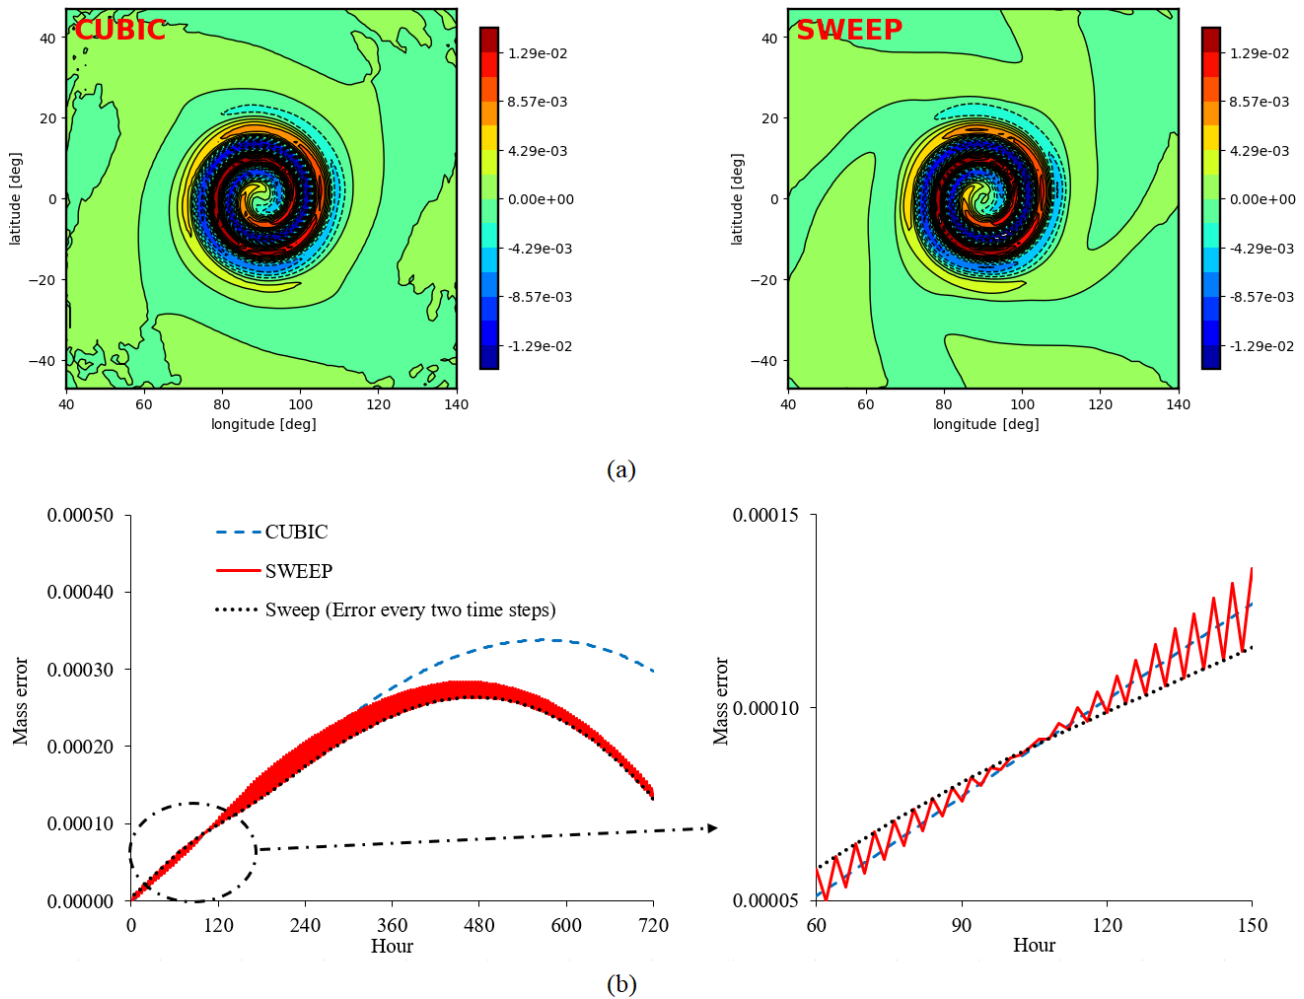 CUBIC
SWEEP
40
20
0
−20
−40
latitude [deg]
40 60 80 100 120 140
longitude [deg]
1.29e-02
8.57e-03
4.29e-03
0.00e+00
-4.29e-03
-8.57e-03
-1.29e-02
40
20
0
−20
−40
latitude [deg]
40 60 80 100 120 140
longitude [deg]
1.29e-02
8.57e-03
4.29e-03
0.00e+00
-4.29e-03
-8.57e-03
-1.29e-02
(a)
0.00050
0.00040
0.00030
0.00020
0.00010
0.00000
Mass error
CUBIC
SWEEP
Sweep (Error every two time steps)
0 120 240 360 480 600 720
Hour
0.00015
0.00010
0.00005
Mass error
60 90 120 150
Hour
(b)